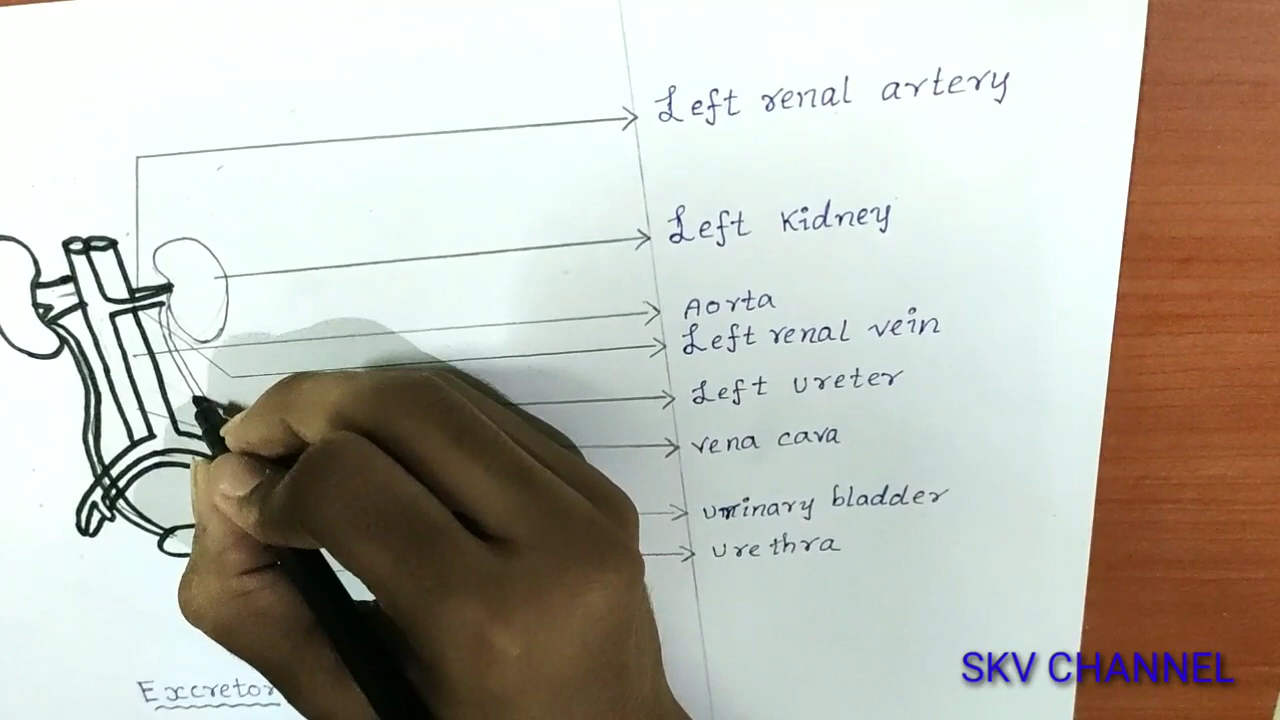 Left renal artery
Left Kidney
Aorta
Left renal vein
Left ureter
vena cava
urinary bladder
urethra
SKV CHANNEL